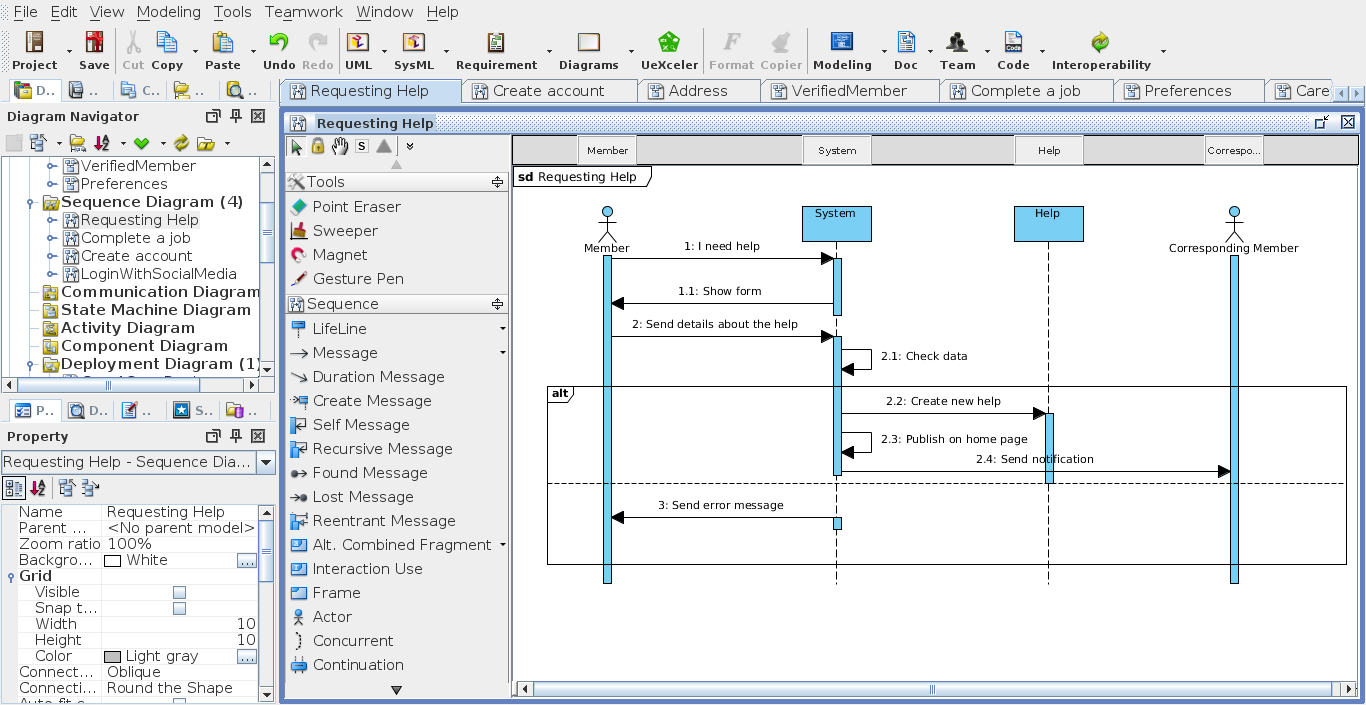 File Edit View Modeling Tools Teamwork Window Help
Project Save Cut Copy Paste Undo Redo UML SysML Requirement Diagrams UeXceler Format Copier Modeling Doc Team Code Interoperability
D.. .. C.. .. ..
Requesting Help Create account Address VerifiedMember Complete a job Preferences Care
Diagram Navigator
VerifiedMember
Preferences
Sequence Diagram (4)
Requesting Help
Complete a job
Create account
LoginWithSocialMedia
Communication Diagram
State Machine Diagram
Activity Diagram
Component Diagram
Deployment Diagram (1)
P.. D.. .. S.. ..
Property
Requesting Help - Sequence Dia...
Name Requesting Help
Parent ... <No parent model>
Zoom ratio 100%
Backgro... White ...
Grid
Visible
Snap t...
Width 10
Height 10
Color Light gray ...
Connect... Oblique
Connecti... Round the Shape
Requesting Help
S
Tools
Point Eraser
Sweeper
Magnet
Gesture Pen
Sequence
LifeLine
Message
Duration Message
Create Message
Self Message
Recursive Message
Found Message
Lost Message
Reentrant Message
Alt. Combined Fragment
Interaction Use
Frame
Actor
Concurrent
Continuation
Member System Help Correspo...
sd Requesting Help
System Help
Member Corresponding Member
1: I need help
1.1: Show form
2: Send details about the help
2.1: Check data
alt
2.2: Create new help
2.3: Publish on home page
2.4: Send notification
3: Send error message